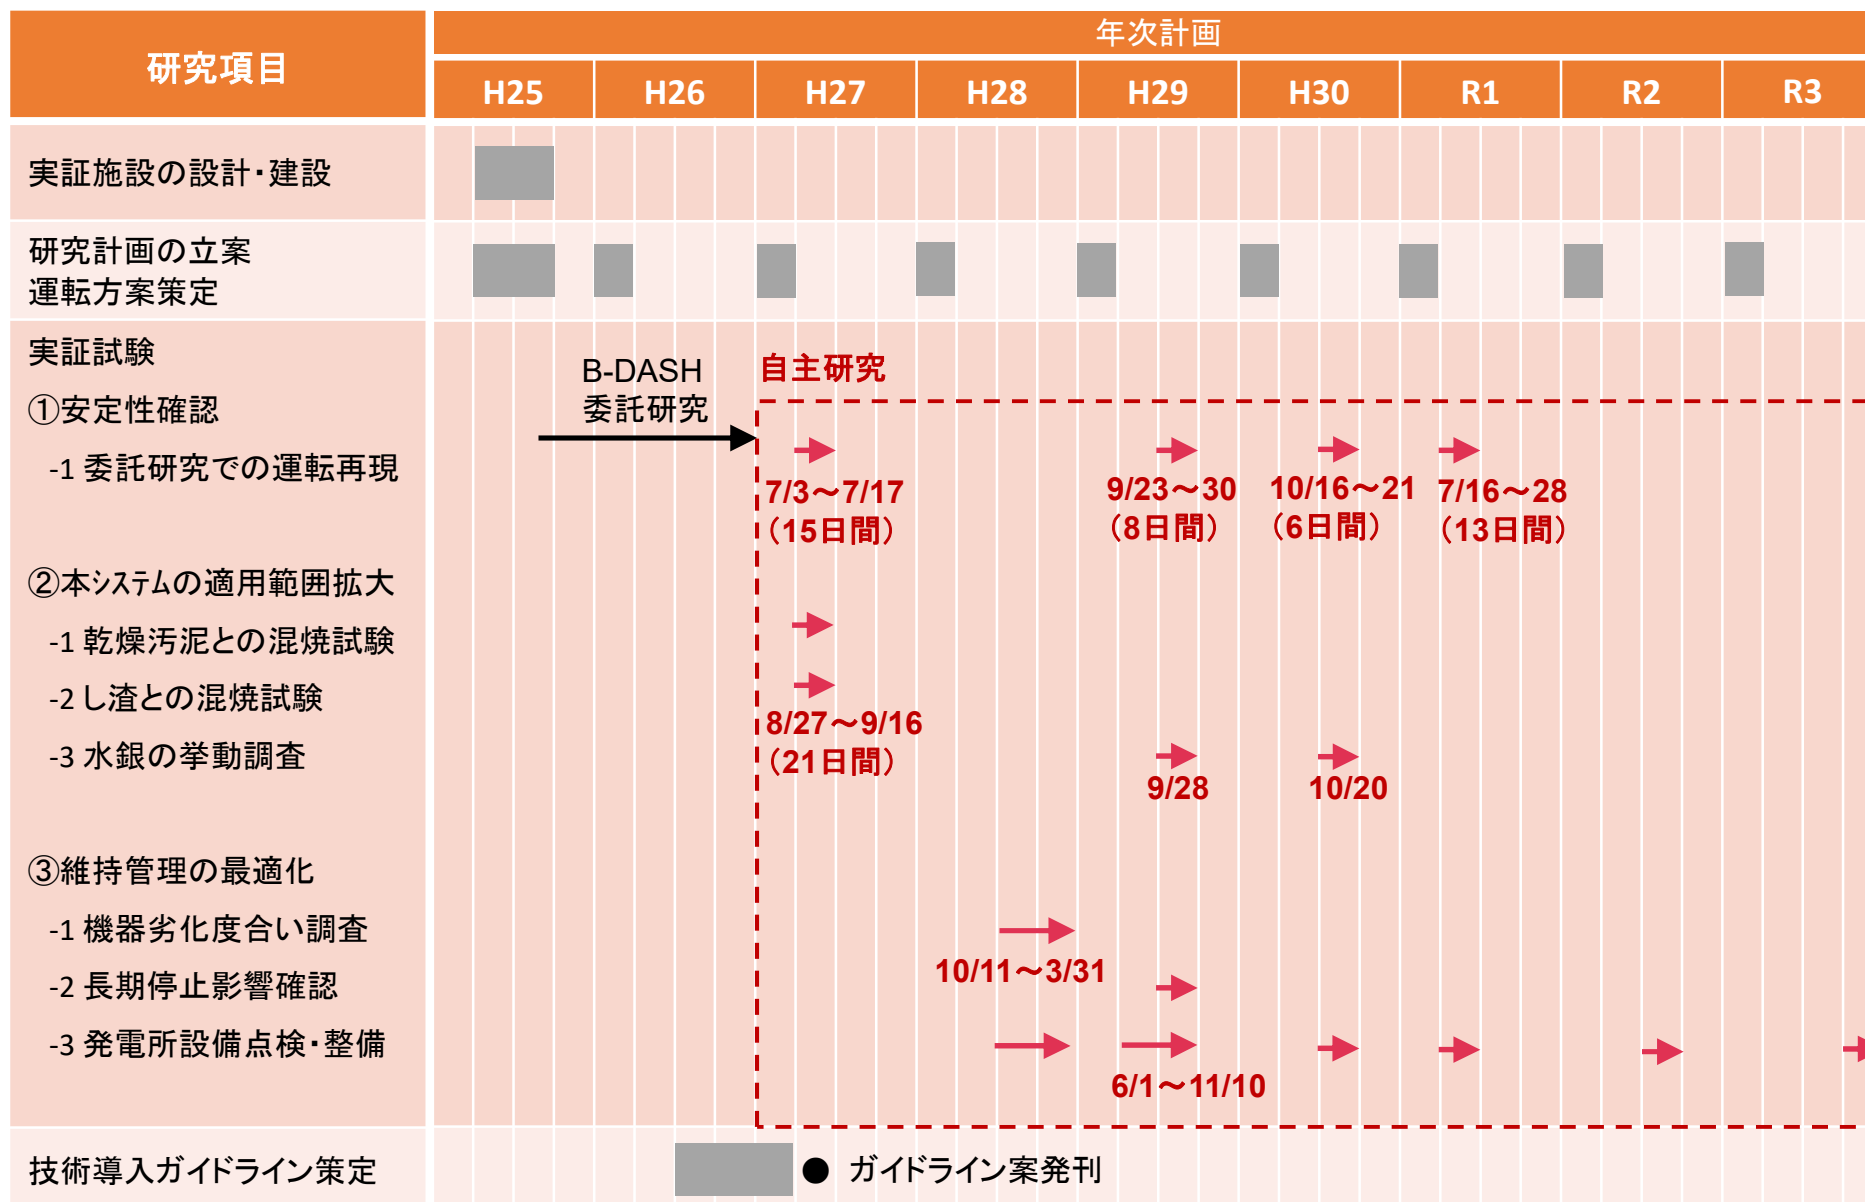 研究項目
年次計画
H25 H26 H27 H28 H29 H30 R1 R2 R3
実証施設の設計・建設
研究計画の立案
運転方案策定
実証試験
B-DASH
委託研究
自主研究
①安定性確認
-1 委託研究での運転再現
7/3～7/17
（15日間）
9/23～30
（8日間）
10/16～21
（6日間）
7/16～28
（13日間）
②本システムの適用範囲拡大
-1 乾燥汚泥との混焼試験
-2 し渣との混焼試験
8/27～9/16
（21日間）
-3 水銀の挙動調査
9/28
10/20
③維持管理の最適化
-1 機器劣化度合い調査
10/11～3/31
-2 長期停止影響確認
-3 発電所設備点検・整備
6/1～11/10
技術導入ガイドライン策定
● ガイドライン案発刊